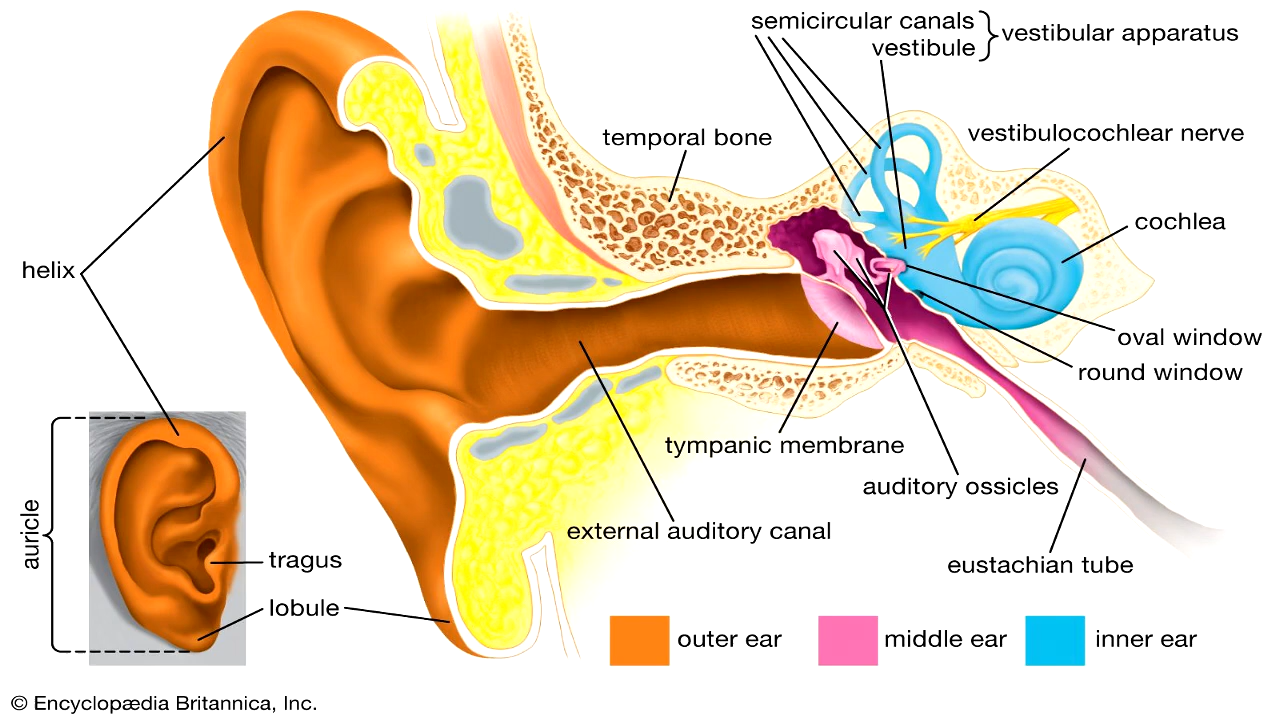 semicircular canals
vestibule
vestibular apparatus
temporal bone
vestibulocochlear nerve
cochlea
helix
oval window
round window
tympanic membrane
auditory ossicles
external auditory canal
eustachian tube
auricle
tragus
lobule
outer ear
middle ear
inner ear
© Encyclopædia Britannica, Inc.